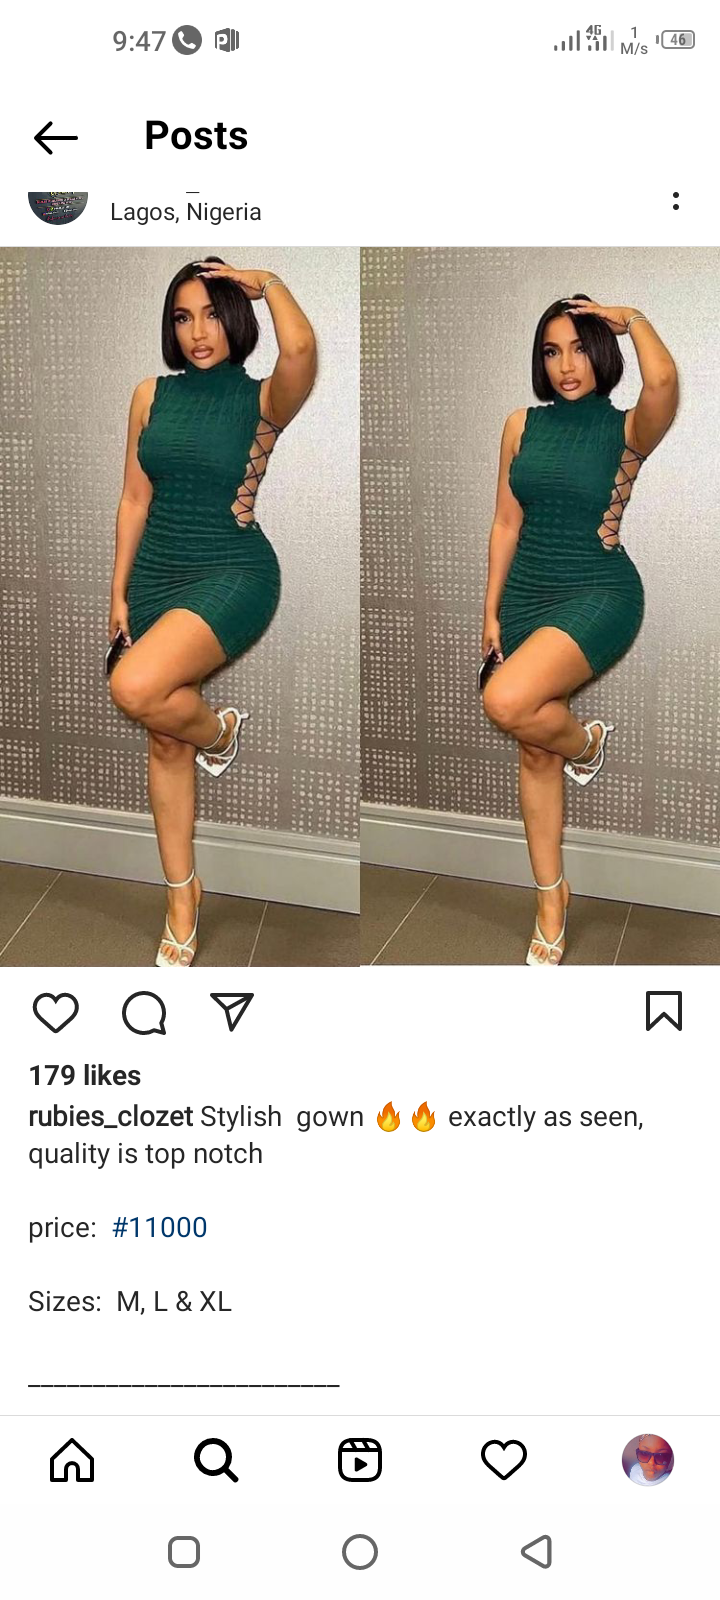 9:47
4G
1
M/s
46
Posts
Lagos, Nigeria
179 likes
rubies_clozet Stylish gown 🔥🔥 exactly as seen,
quality is top notch
price: #11000
Sizes: M, L & XL
________________________